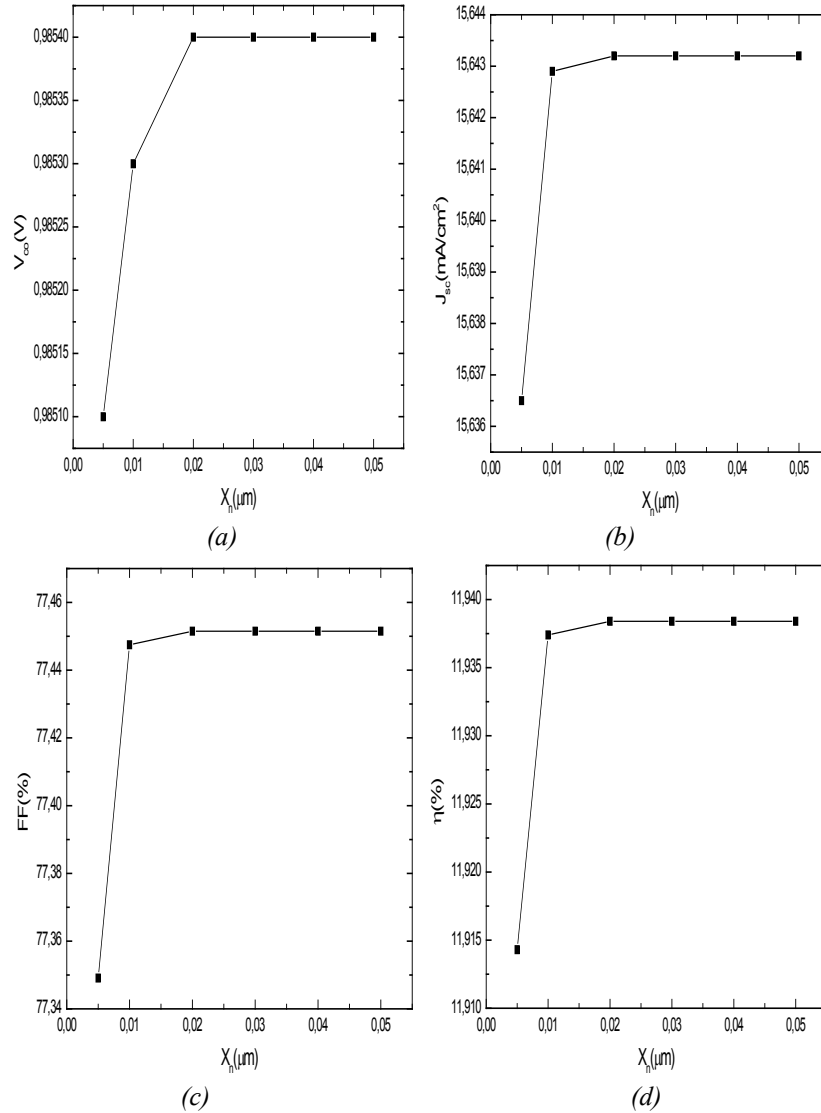 0,98540
0,98535
0,98530
0,98525
0,98520
0,98515
0,98510
V_co(V)
0,00 0,01 0,02 0,03 0,04 0,05
X_n(μm)
(a)
15,644
15,643
15,642
15,641
15,640
15,639
15,638
15,637
15,636
J_sc(mA/cm²)
0,00 0,01 0,02 0,03 0,04 0,05
X_n(μm)
(b)
77,46
77,44
77,42
77,40
77,38
77,36
77,34
FF(%)
0,00 0,01 0,02 0,03 0,04 0,05
X_n(μm)
(c)
11,940
11,935
11,930
11,925
11,920
11,915
11,910
η(%)
0,00 0,01 0,02 0,03 0,04 0,05
X_n(μm)
(d)